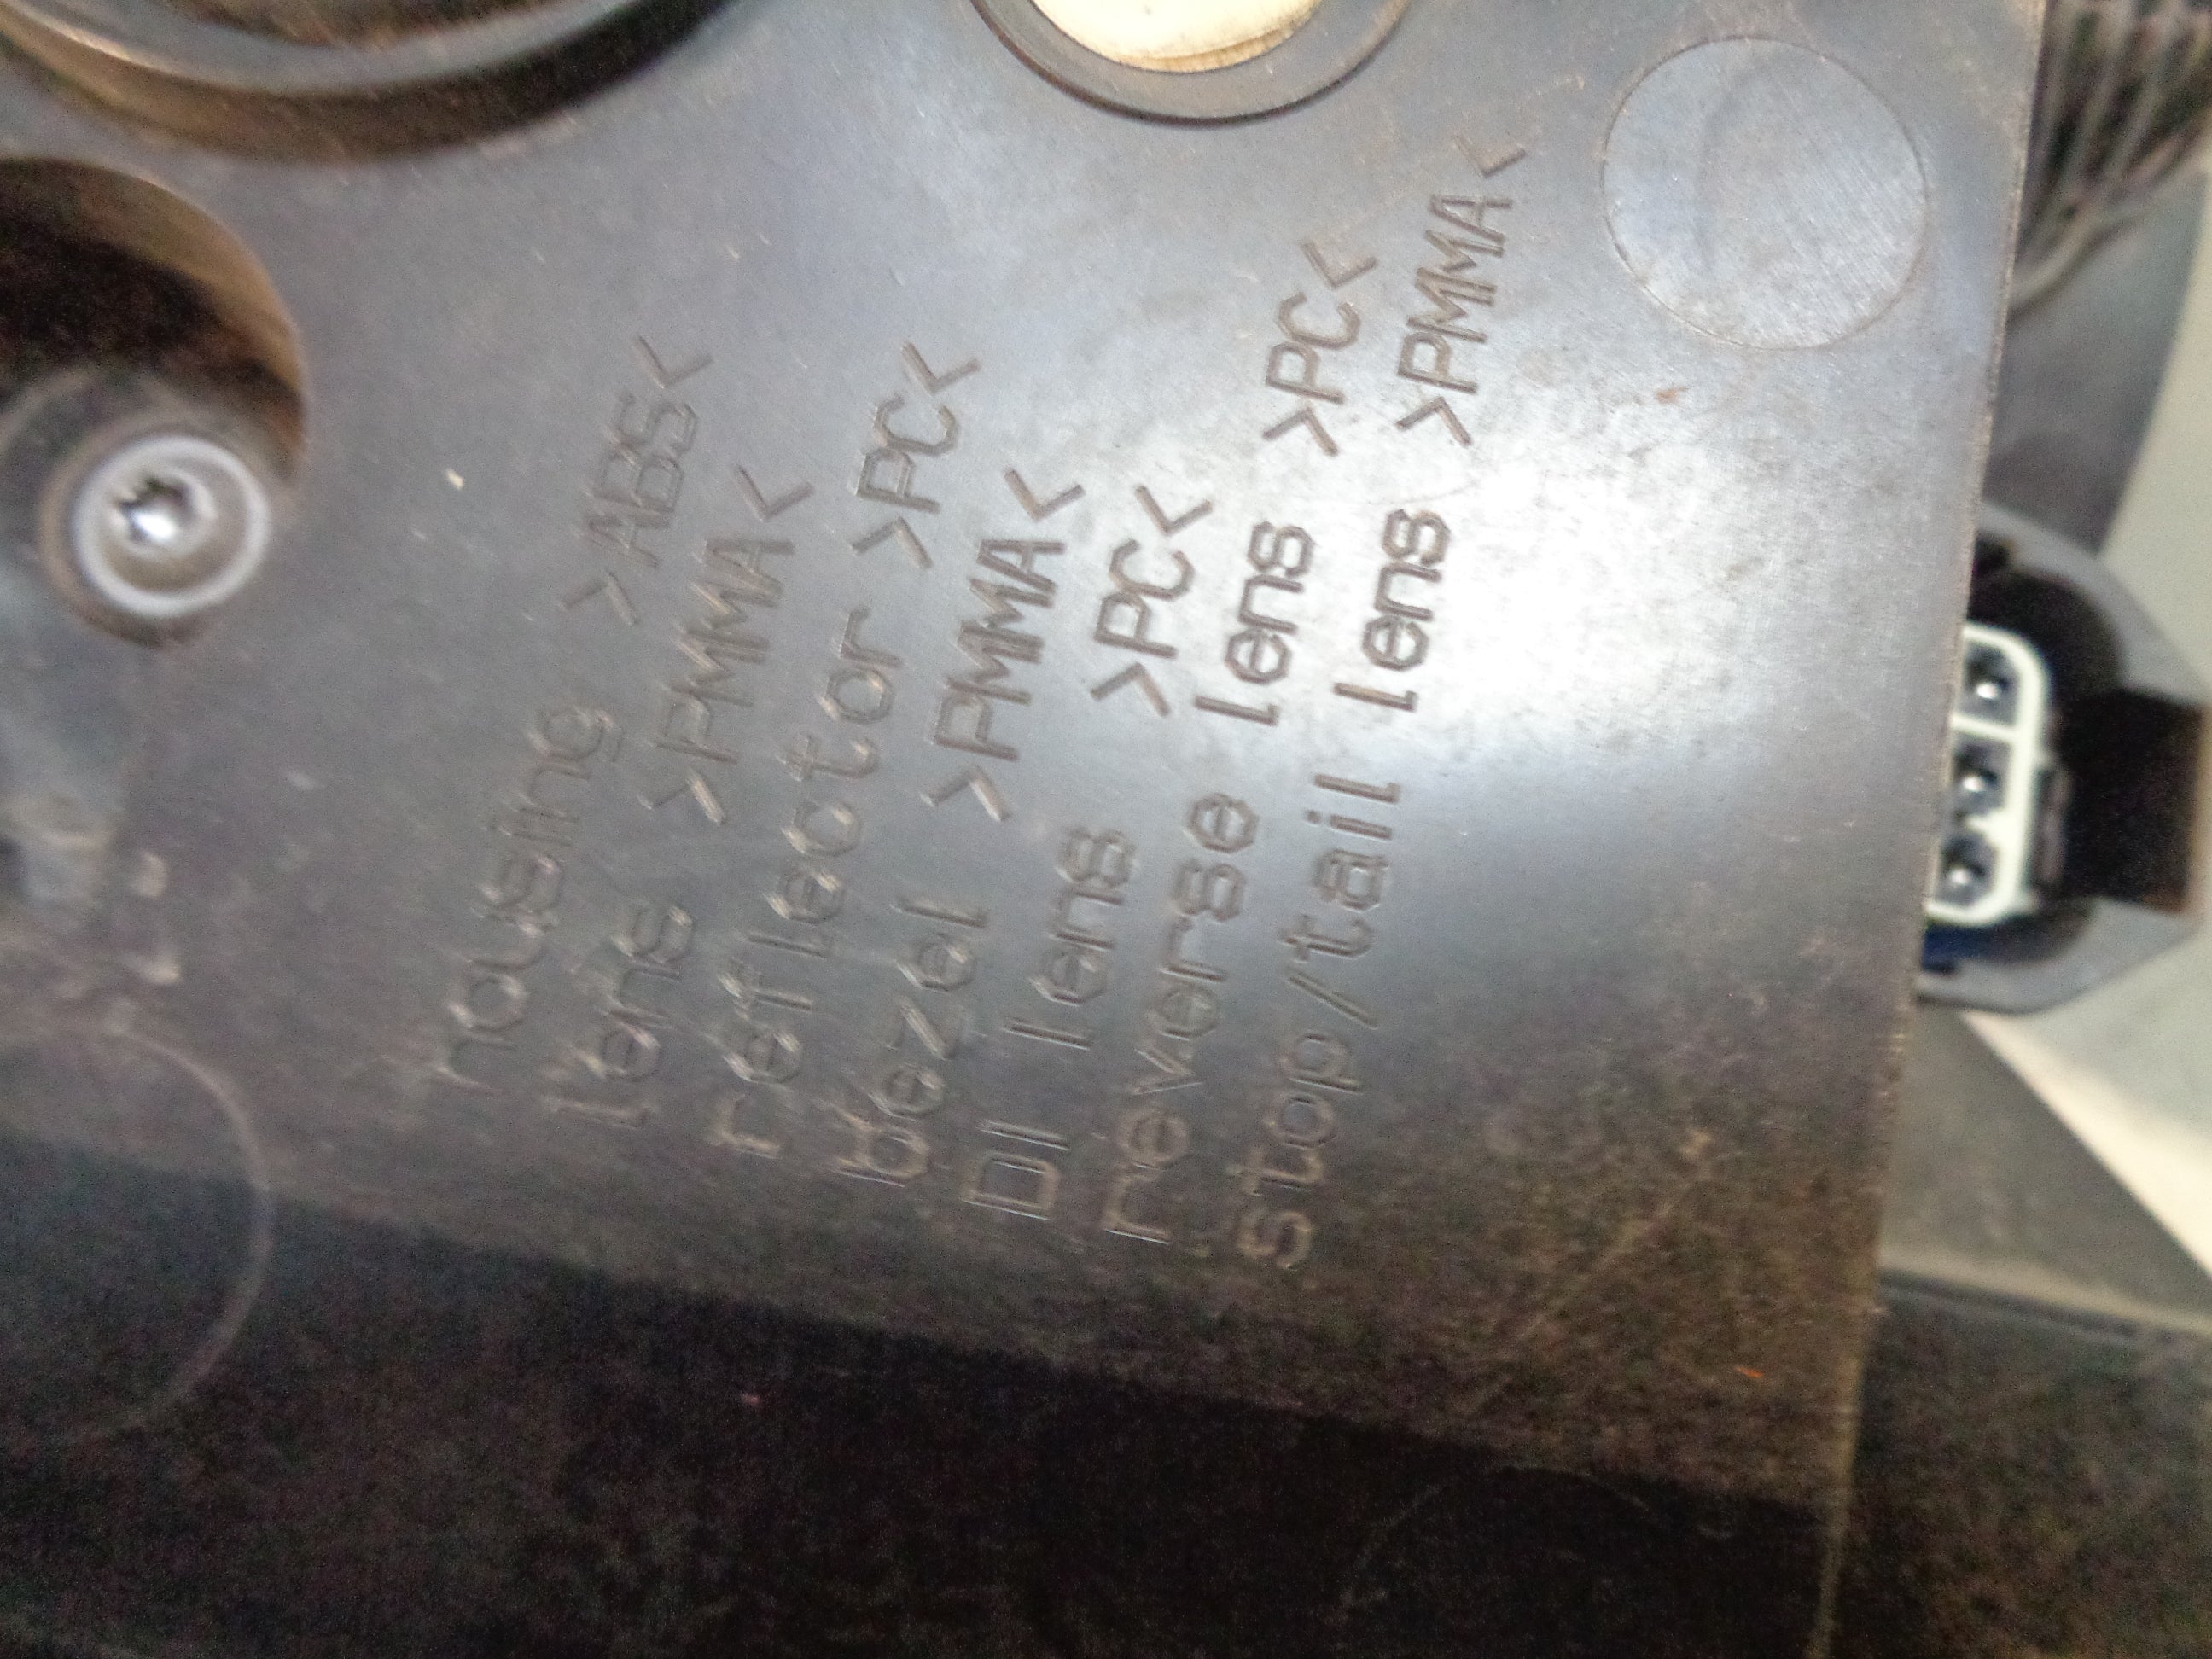 housing >ABS<
lens >PMMA<
reflector >PC<
bezel >PMMA<
DI lens >PC<
reverse lens >PC<
stop/tail lens >PMMA<